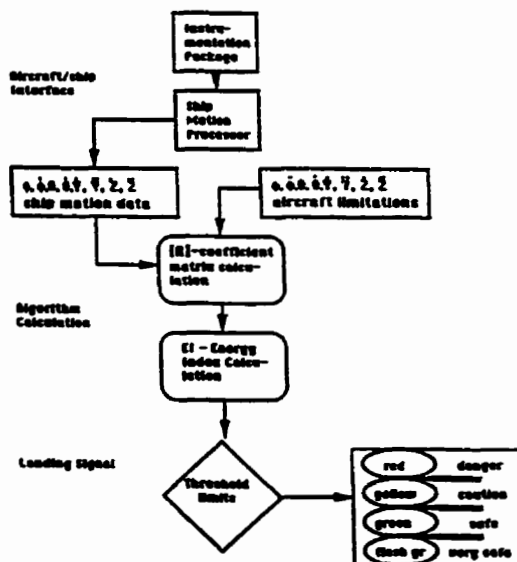 Instru-
mentation
Package
Aircraft/ship
Interface
Ship
Motion
Processor
ship motion data
aircraft limitations
[R]-coefficient
matrix calcu-
lation
Algorithm
Calculation
EI - Energy
Index Calcu-
lation
Landing Signal
Threshold
limits
red danger
yellow caution
green safe
flash gr very safe